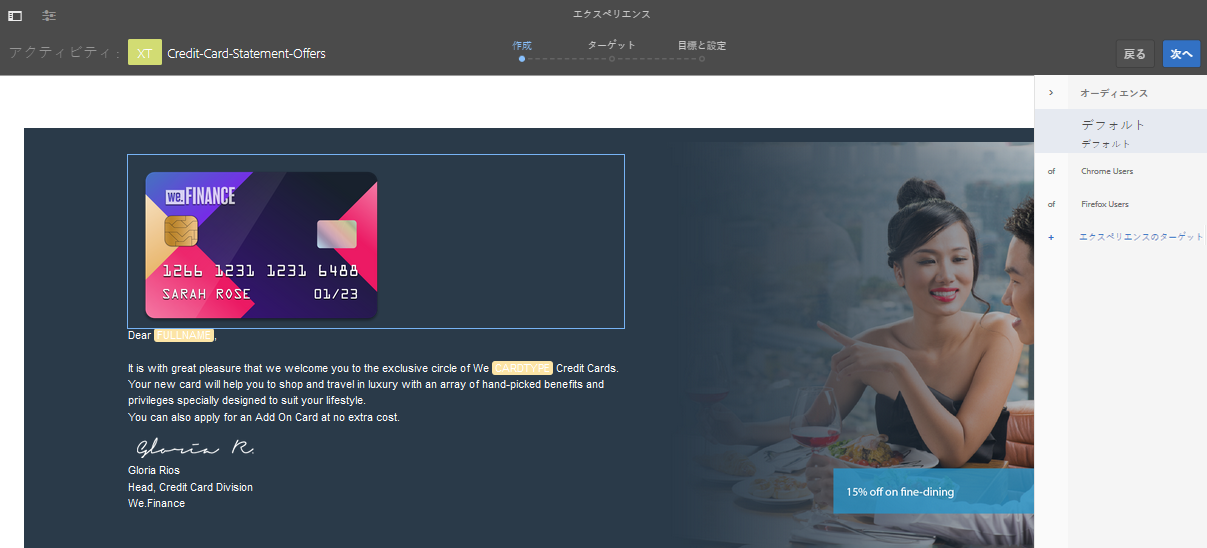 エクスペリエンス
アクティビティ :
XT
Credit-Card-Statement-Offers
作成
ターゲット
目標と設定
戻る
次へ
オーディエンス
デフォルト
デフォルト
of
Chrome Users
of
Firefox Users
+
エクスペリエンスのターゲット
we.FINANCE
1266 1231 1231 6488
SARAH ROSE 01/23
Dear FULLNAME,
It is with great pleasure that we welcome you to the exclusive circle of We CARDTYPE Credit Cards.
Your new card will help you to shop and travel in luxury with an array of hand-picked benefits and
privileges specially designed to suit your lifestyle.
You can also apply for an Add On Card at no extra cost.
Gloria R.
Gloria Rios
Head, Credit Card Division
We.Finance
15% off on fine-dining